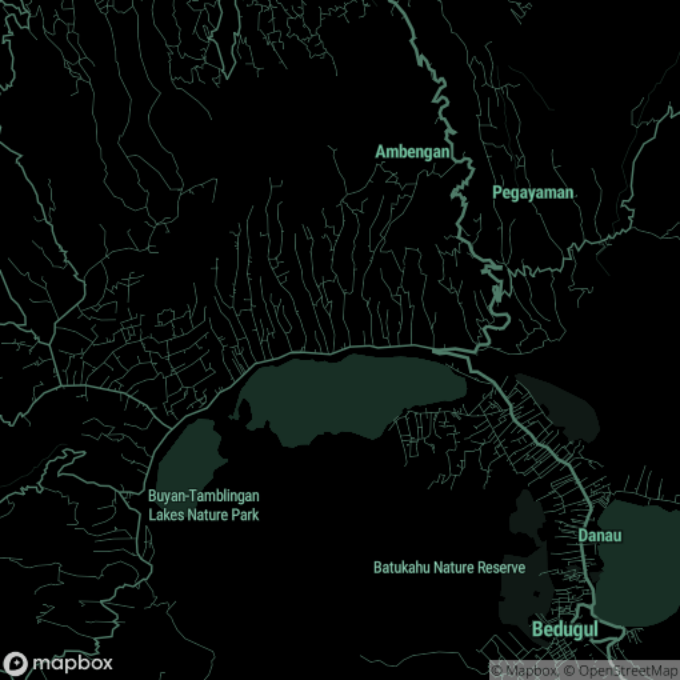 Ambengan
Pegayaman
Buyan-Tamblingan
Lakes Nature Park
Danau
Batukahu Nature Reserve
Bedugul
mapbox
© Mapbox, © OpenStreetMap